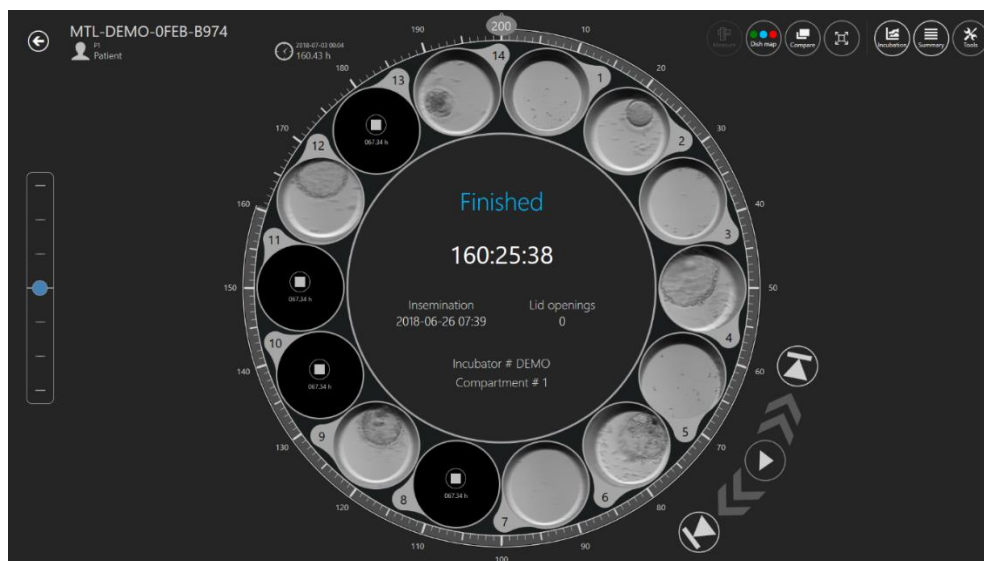 MTL-DEMO-0FEB-B974
P1
Patient
2018-07-03 00:04
160.43 h
Measure
Dish map
Compare
Incubation
Summary
Tools
200
190
180
170
160
150
140
130
120
110
100
90
80
70
60
50
40
30
20
14
1
2
3
4
5
6
7
8
9
10
11
12
13
067.34 h
067.34 h
067.34 h
067.34 h
Finished
160:25:38
Insemination
2018-06-26 07:39
Lid openings
0
Incubator # DEMO
Compartment # 1